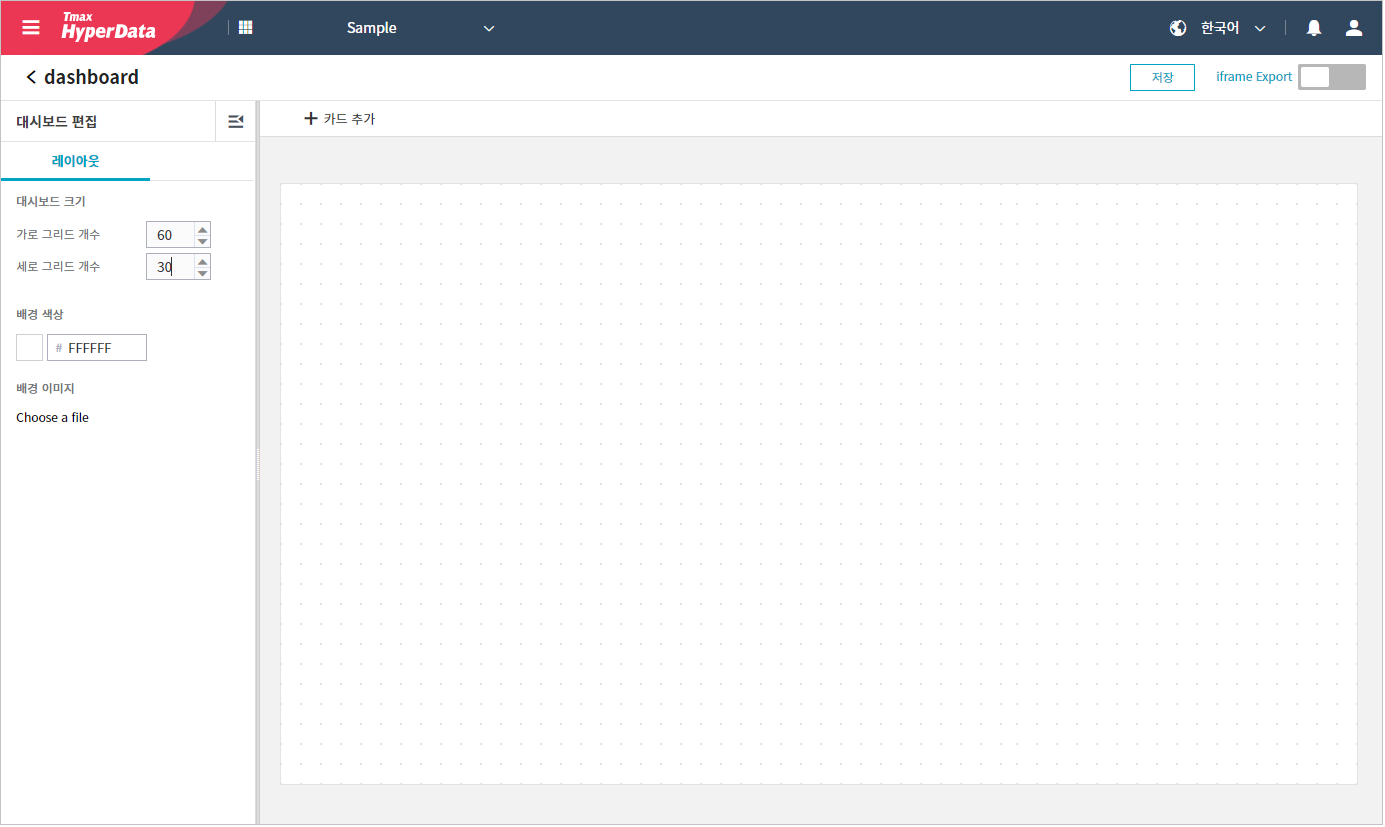 Tmax
HyperData
Sample
한국어
dashboard
저장
iframe Export
대시보드 편집
카드 추가
레이아웃
대시보드 크기
가로 그리드 개수
60
세로 그리드 개수
30
배경 색상
# FFFFFF
배경 이미지
Choose a file